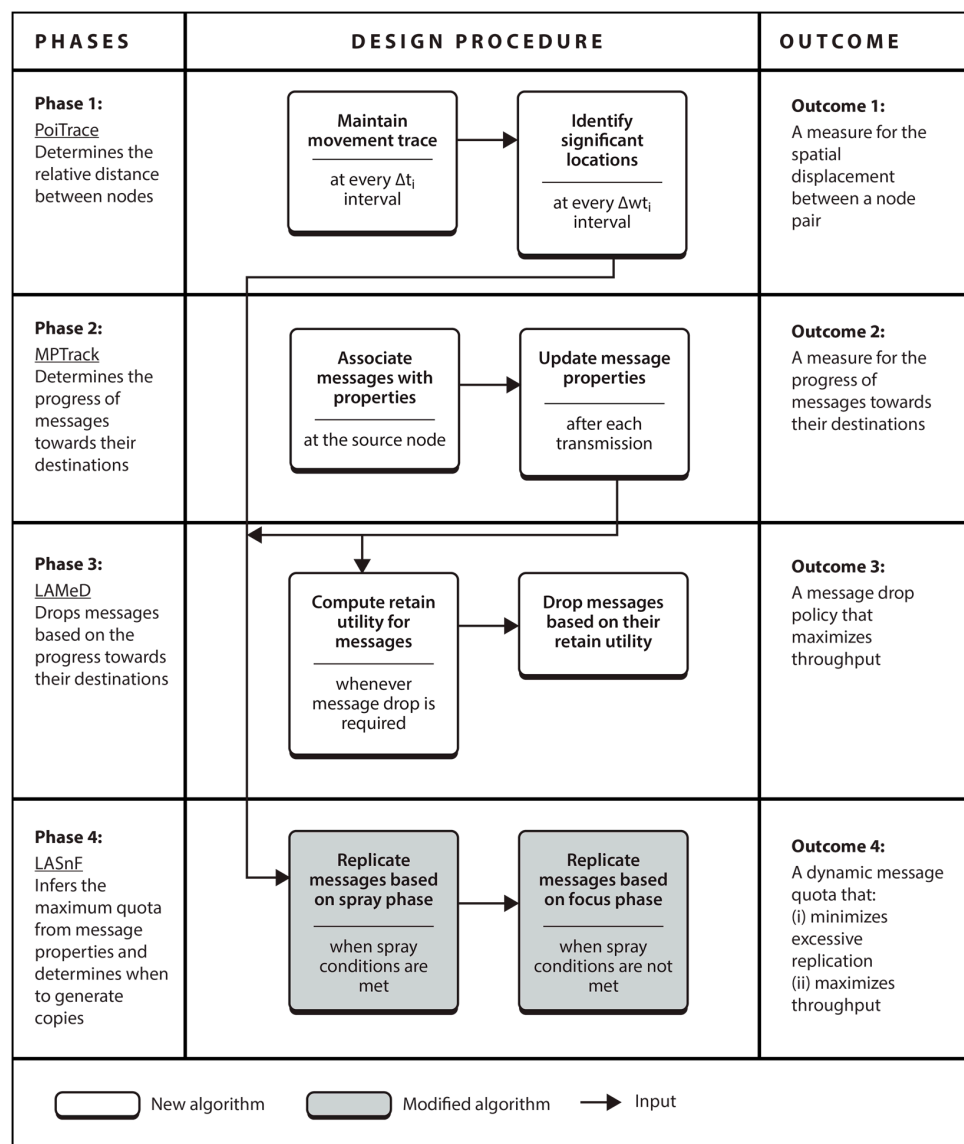 PHASES
DESIGN PROCEDURE
OUTCOME
Phase 1:
PoiTrace
Determines the
relative distance
between nodes
Maintain
movement trace
at every Δtᵢ
interval
Identify
significant
locations
at every Δwtᵢ
interval
Outcome 1:
A measure for the
spatial
displacement
between a node
pair
Phase 2:
MPTrack
Determines the
progress of
messages
towards their
destinations
Associate
messages with
properties
at the source node
Update message
properties
after each
transmission
Outcome 2:
A measure for the
progress of
messages towards
their destinations
Phase 3:
LAMeD
Drops messages
based on the
progress towards
their destinations
Compute retain
utility for
messages
whenever
message drop is
required
Drop messages
based on their
retain utility
Outcome 3:
A message drop
policy that
maximizes
throughput
Phase 4:
LASnF
Infers the
maximum quota
from message
properties and
determines when
to generate
copies
Replicate
messages based
on spray phase
when spray
conditions are
met
Replicate
messages based
on focus phase
when spray
conditions are not
met
Outcome 4:
A dynamic message
quota that:
(i) minimizes
excessive
replication
(ii) maximizes
throughput
New algorithm
Modified algorithm
Input